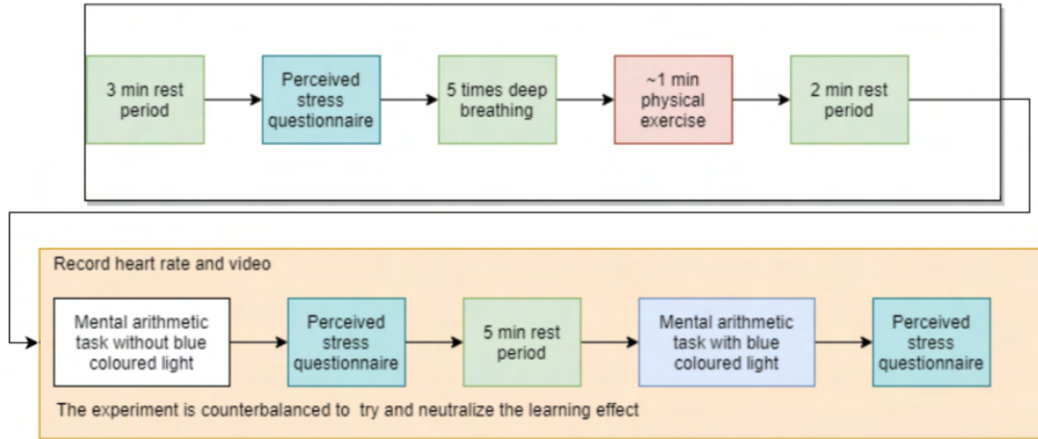 3 min rest
period
Perceived
stress
questionnaire
5 times deep
breathing
~1 min
physical
exercise
2 min rest
period
Record heart rate and video
Mental arithmetic
task without blue
coloured light
Perceived
stress
questionnaire
5 min rest
period
Mental arithmetic
task with blue
coloured light
Perceived
stress
questionnaire
The experiment is counterbalanced to try and neutralize the learning effect